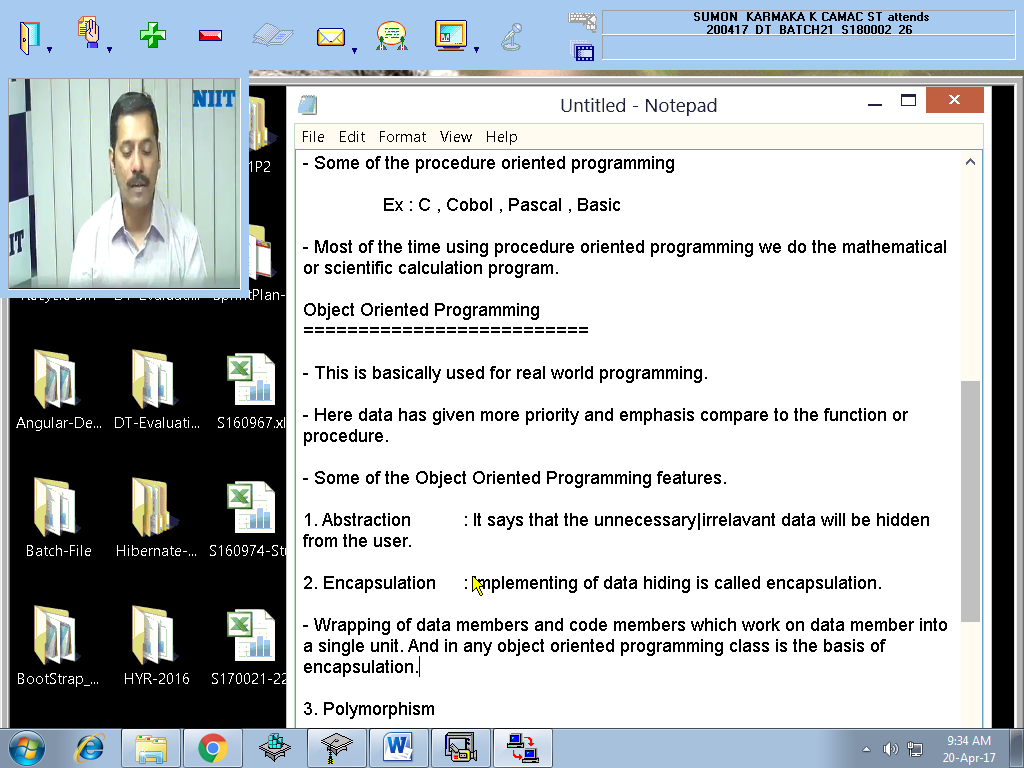 SUMON KARMAKA K CAMAC ST attends
200417_DT_BATCH21_S180002_26
NIIT
IT
1P2
Untitled - Notepad
File Edit Format View Help
- Some of the procedure oriented programming
Ex : C , Cobol , Pascal , Basic
- Most of the time using procedure oriented programming we do the mathematical
or scientific calculation program.
Object Oriented Programming
==========================
- This is basically used for real world programming.
- Here data has given more priority and emphasis compare to the function or
procedure.
- Some of the Object Oriented Programming features.
1. Abstraction : It says that the unnecessary|irrelavant data will be hidden
from the user.
2. Encapsulation : Implementing of data hiding is called encapsulation.
- Wrapping of data members and code members which work on data member into
a single unit. And in any object oriented programming class is the basis of
encapsulation.
3. Polymorphism
Recycle Bin DT-Evaluati... SprintPlan-
Angular-De... DT-Evaluati... S160967.xl
Batch-File Hibernate-... S160974-Stu
BootStrap_... HYR-2016 S170021-22
9:34 AM
20-Apr-17